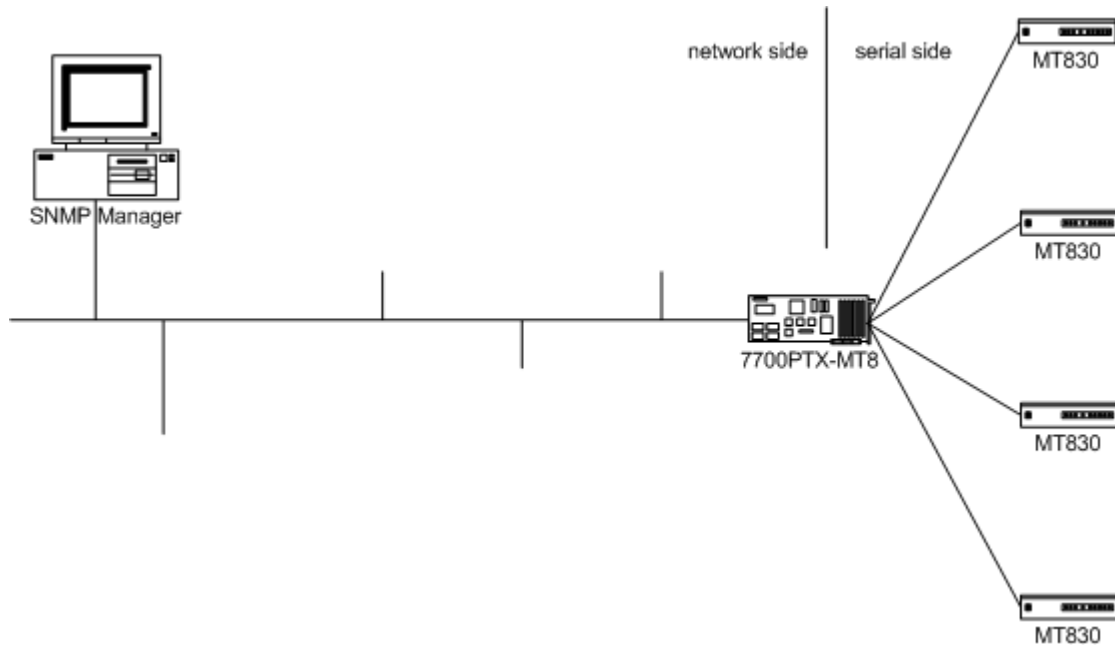 network side
serial side
MT830
SNMP Manager
MT830
7700PTX-MT8
MT830
MT830